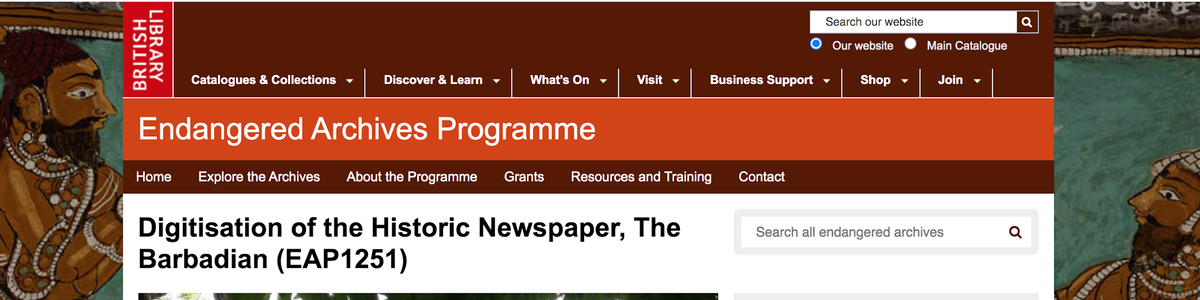 LIBRARY
BRITISH
Search our website
Our website Main Catalogue
Catalogues & Collections Discover & Learn What's On Visit Business Support Shop Join
Endangered Archives Programme
Home Explore the Archives About the Programme Grants Resources and Training Contact
Digitisation of the Historic Newspaper, The
Barbadian (EAP1251)
Search all endangered archives